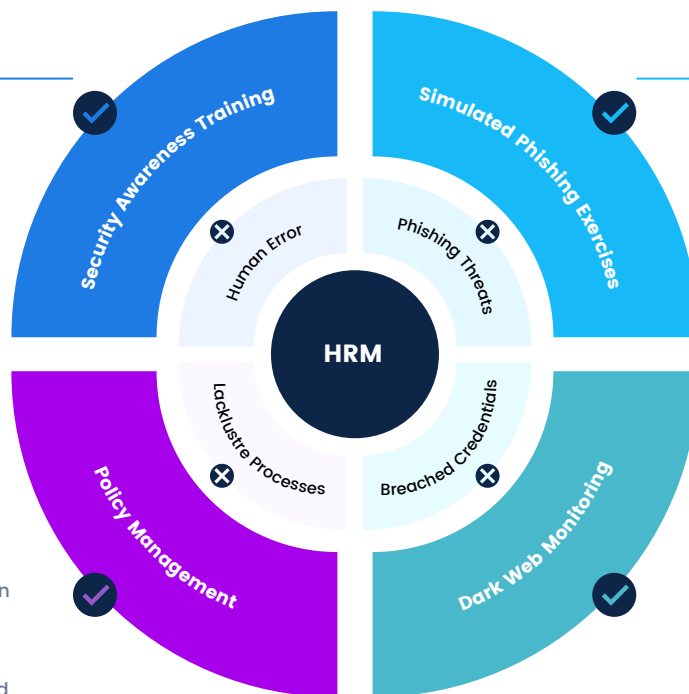 Security Awareness Training
Simulated Phishing Exercises
Human Error
Phishing Threats
HRM
Lacklustre Processes
Breached Credentials
Policy Management
Dark Web Monitoring
n
d